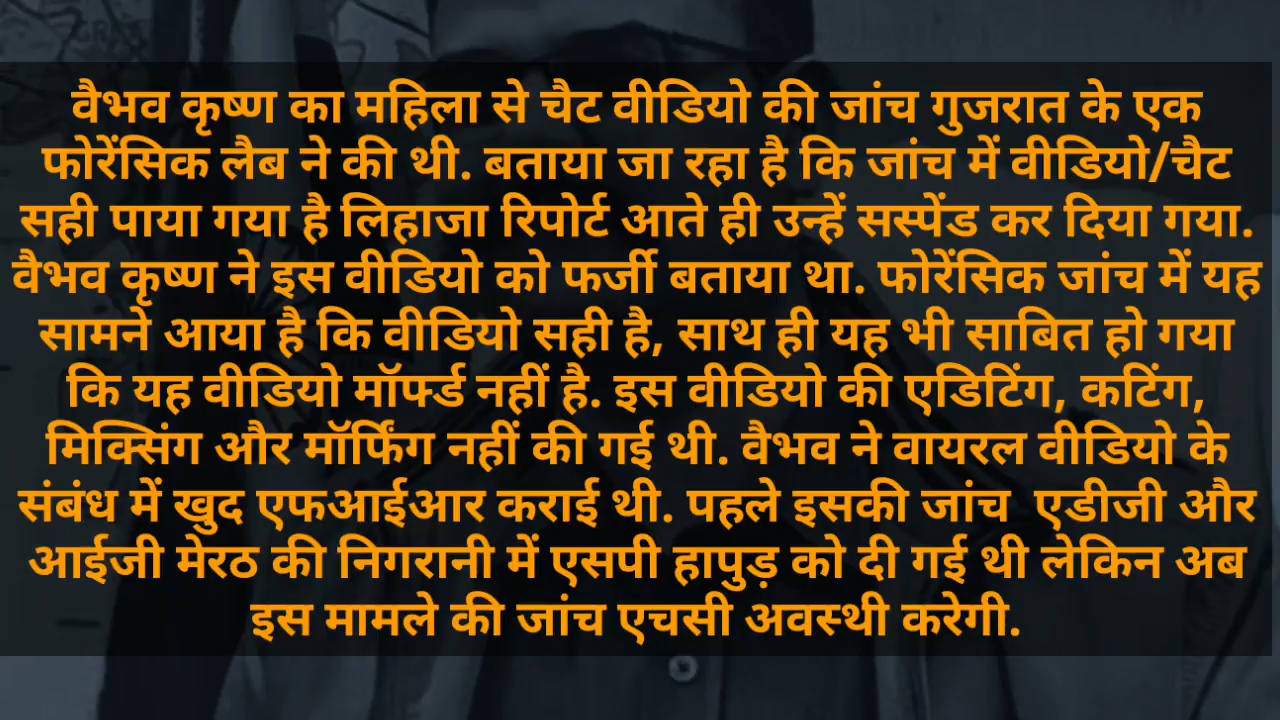 वैभव कृष्ण का महिला से चैट वीडियो की जांच गुजरात के एक
फोरेंसिक लैब ने की थी. बताया जा रहा है कि जांच में वीडियो/चैट
सही पाया गया है लिहाजा रिपोर्ट आते ही उन्हें सस्पेंड कर दिया गया.
वैभव कृष्ण ने इस वीडियो को फर्जी बताया था. फोरेंसिक जांच में यह
सामने आया है कि वीडियो सही है, साथ ही यह भी साबित हो गया
कि यह वीडियो मॉर्फ्ड नहीं है. इस वीडियो की एडिटिंग, कटिंग,
मिक्सिंग और मॉर्फिंग नहीं की गई थी. वैभव ने वायरल वीडियो के
संबंध में खुद एफआईआर कराई थी. पहले इसकी जांच  एडीजी और
आईजी मेरठ की निगरानी में एसपी हापुड़ को दी गई थी लेकिन अब
इस मामले की जांच एचसी अवस्थी करेगी.